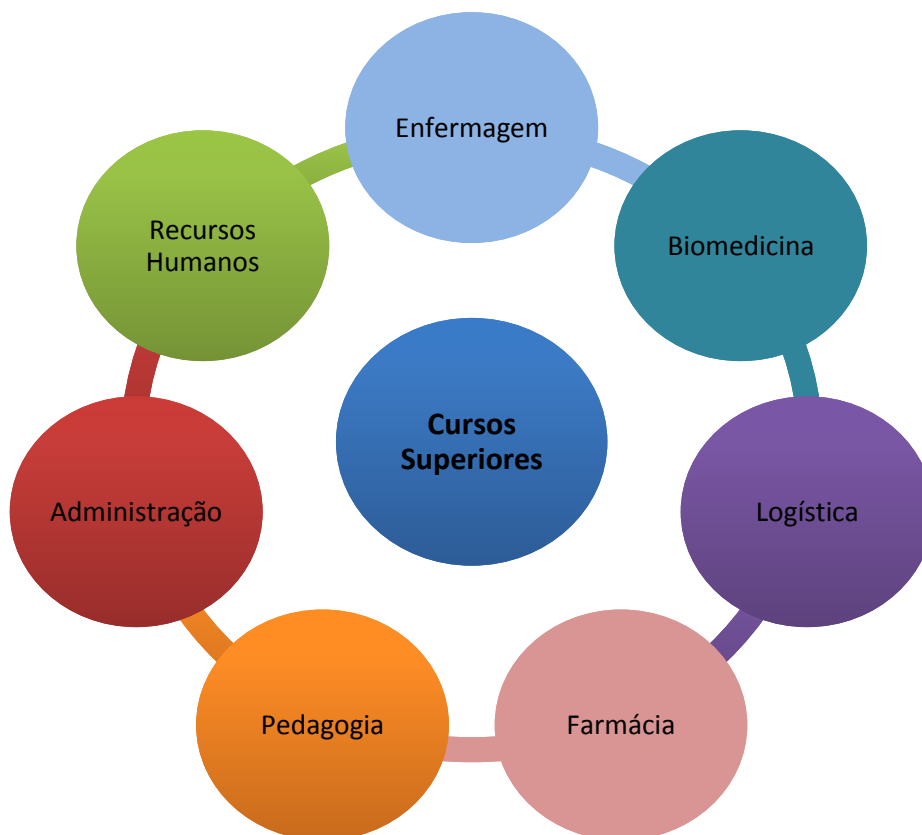 Enfermagem
Biomedicina
Logística
Farmácia
Pedagogia
Administração
Recursos
Humanos
Cursos
Superiores